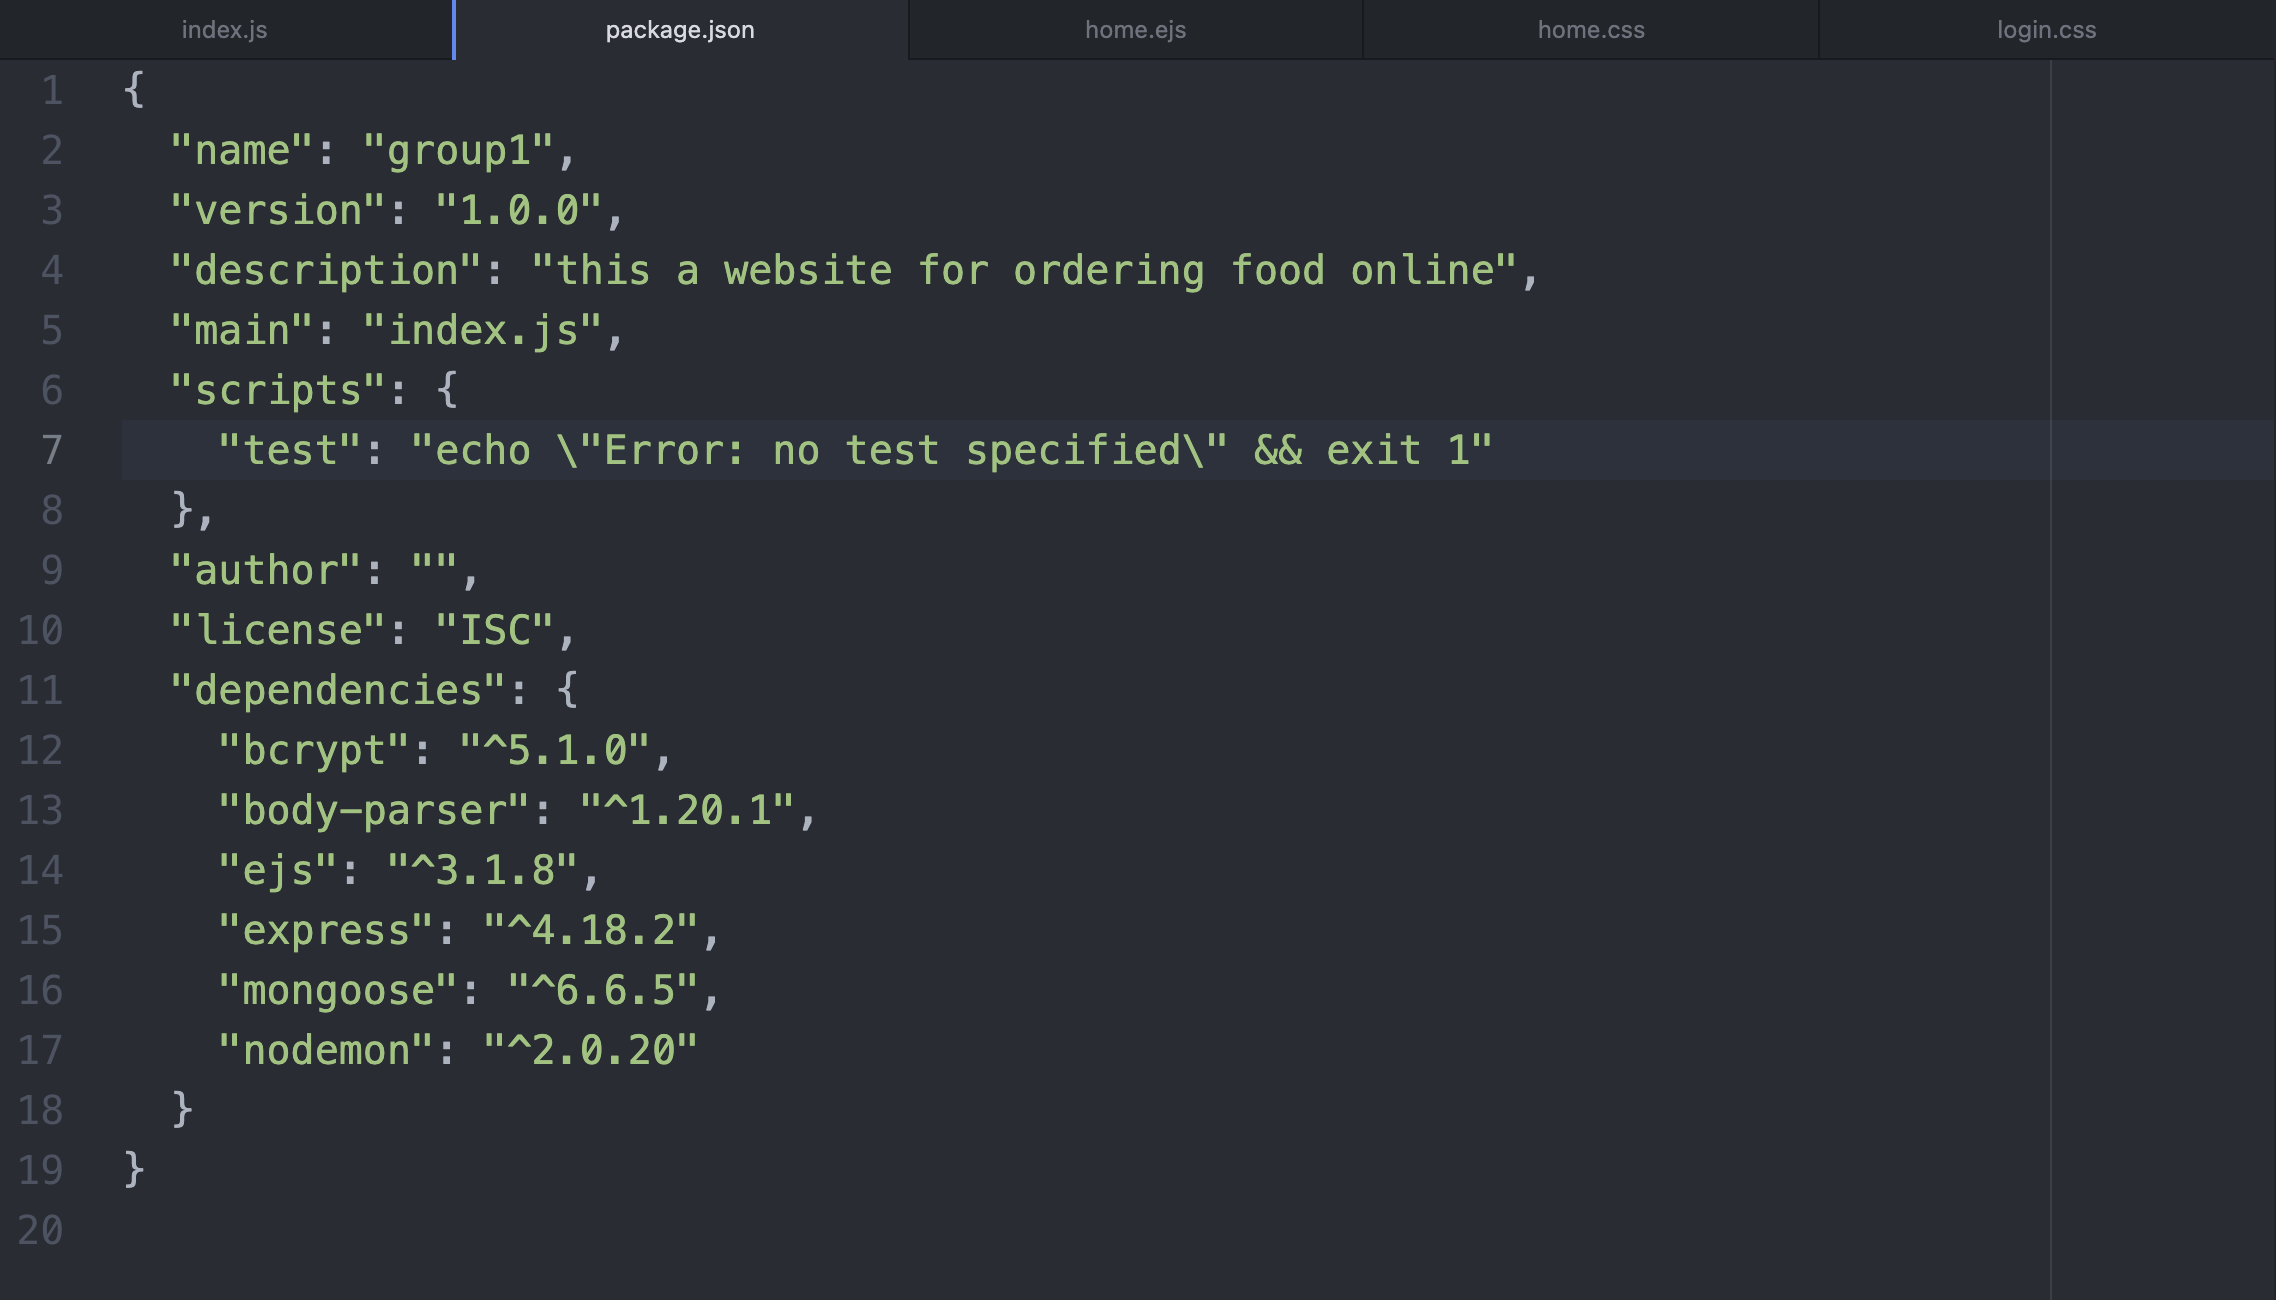 index.js
package.json
home.ejs
home.css
login.css
1 {
2   "name": "group1",
3   "version": "1.0.0",
4   "description": "this a website for ordering food online",
5   "main": "index.js",
6   "scripts": {
7     "test": "echo \"Error: no test specified\" && exit 1"
8   },
9   "author": "",
10   "license": "ISC",
11   "dependencies": {
12     "bcrypt": "^5.1.0",
13     "body-parser": "^1.20.1",
14     "ejs": "^3.1.8",
15     "express": "^4.18.2",
16     "mongoose": "^6.6.5",
17     "nodemon": "^2.0.20"
18   }
19 }
20